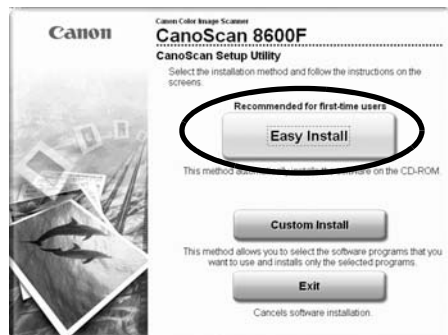 Canon
Canon Color Image Scanner
CanoScan 8600F
CanoScan Setup Utility
Select the installation method and follow the instructions on the
screens.
Recommended for first-time users
Easy Install
This method automatically installs the software on the CD-ROM.
Custom Install
This method allows you to select the software programs that you
want to use and installs only the selected programs.
Exit
Cancels software installation.